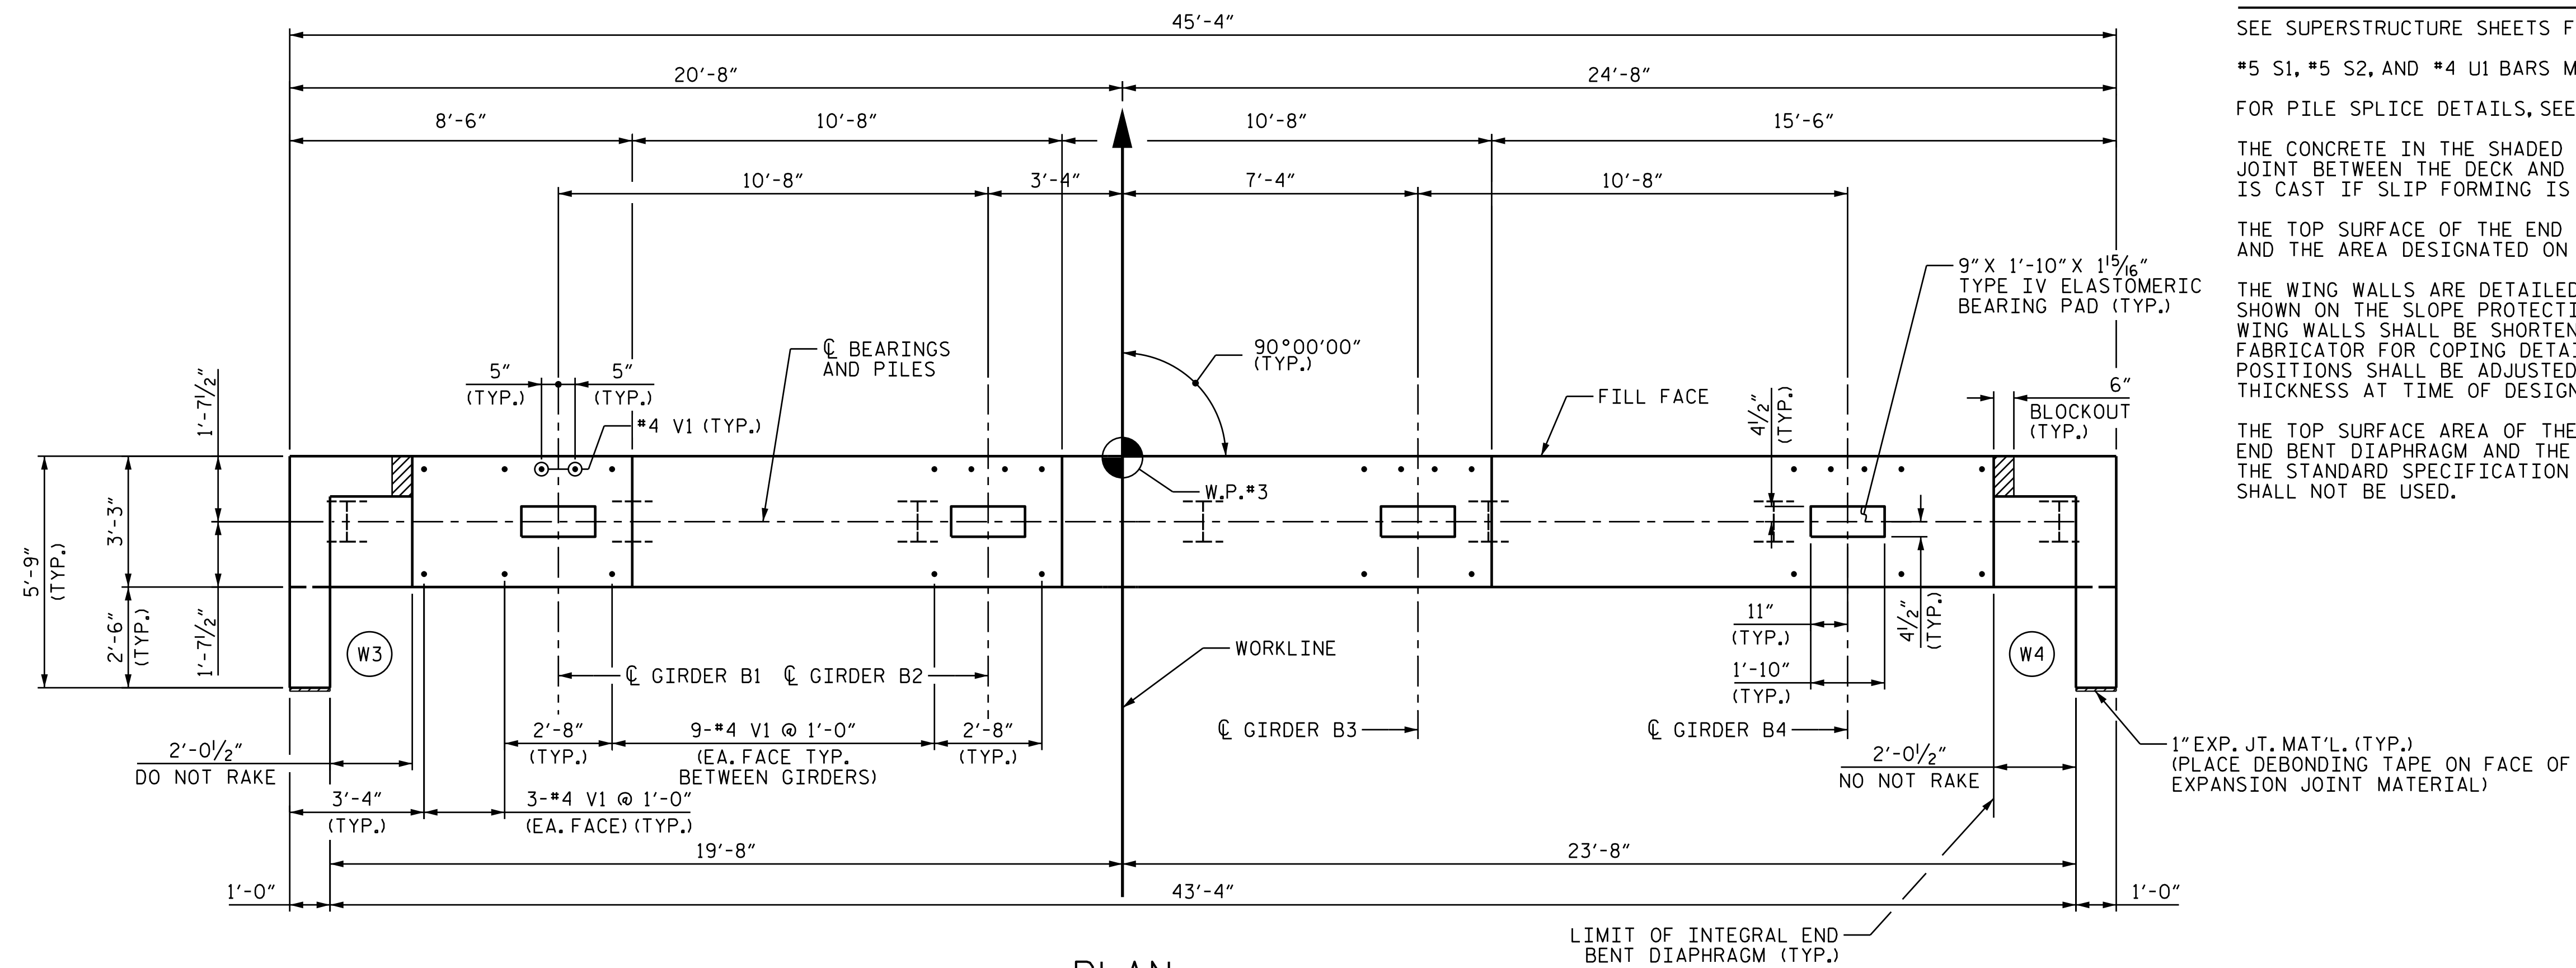 45′-4″
20′-8″
24′-8″
8′-6″
10′-8″
10′-8″
15′-6″
10′-8″
3′-4″
7′-4″
10′-8″
9″ X 1′-10″ X 1 15/16″
TYPE IV ELASTOMERIC
BEARING PAD (TYP.)
℄ BEARINGS
AND PILES
90°00′00″
(TYP.)
5″
(TYP.)
5″
(TYP.)
#4 V1 (TYP.)
FILL FACE
4 1/2″
(TYP.)
6″
BLOCKOUT
(TYP.)
1′-7 1/2″
W.P.#3
5′-9″
(TYP.)
3′-3″
2′-6″
(TYP.)
1′-7 1/2″
W3
WORKLINE
11″
(TYP.)
1′-10″
(TYP.)
4 1/2″
(TYP.)
W4
℄ GIRDER B1
℄ GIRDER B2
℄ GIRDER B3
℄ GIRDER B4
2′-8″
(TYP.)
9-#4 V1 @ 1′-0″
(EA. FACE TYP.
BETWEEN GIRDERS)
2′-8″
(TYP.)
2′-0 1/2″
DO NOT RAKE
2′-0 1/2″
NO NOT RAKE
1″ EXP. JT. MAT'L. (TYP.)
(PLACE DEBONDING TAPE ON FACE OF
EXPANSION JOINT MATERIAL)
3′-4″
(TYP.)
3-#4 V1 @ 1′-0″
(EA. FACE) (TYP.)
19′-8″
23′-8″
1′-0″
43′-4″
1′-0″
LIMIT OF INTEGRAL END
BENT DIAPHRAGM (TYP.)
PLAN
SEE SUPERSTRUCTURE SHEETS F
#5 S1, #5 S2, AND #4 U1 BARS M
FOR PILE SPLICE DETAILS, SEE
THE CONCRETE IN THE SHADED
JOINT BETWEEN THE DECK AND
IS CAST IF SLIP FORMING IS
THE TOP SURFACE OF THE END
AND THE AREA DESIGNATED ON
THE WING WALLS ARE DETAILED
SHOWN ON THE SLOPE PROTECTI
WING WALLS SHALL BE SHORTEN
FABRICATOR FOR COPING DETAI
POSITIONS SHALL BE ADJUSTED
THICKNESS AT TIME OF DESIGN
THE TOP SURFACE AREA OF THE
END BENT DIAPHRAGM AND THE
THE STANDARD SPECIFICATION
SHALL NOT BE USED.